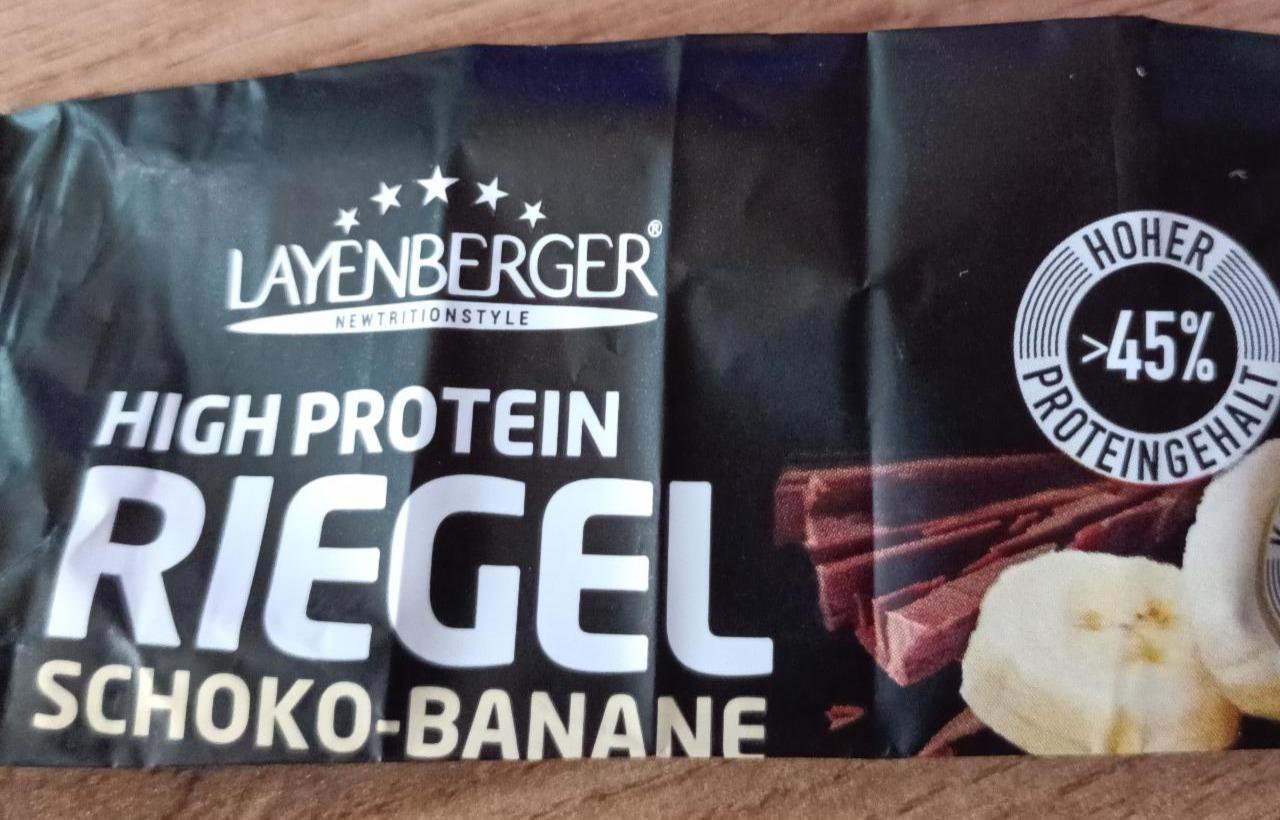 LAYENBERGER®
NEWTRITIONSTYLE
HIGH PROTEIN
RIEGEL
SCHOKO-BANANE
HOHER
>45%
PROTEINGEHALT